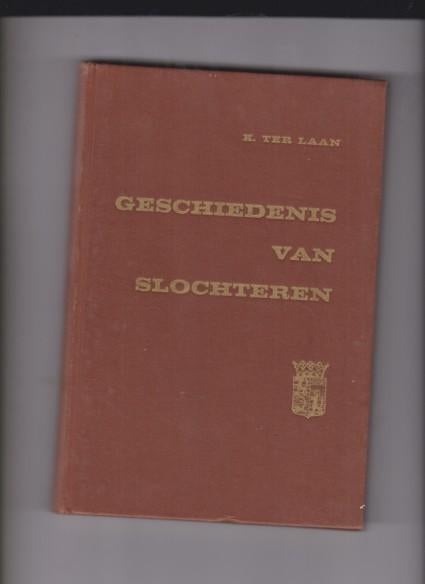 K. TER LAAN
GESCHIEDENIS
VAN
SLOCHTEREN